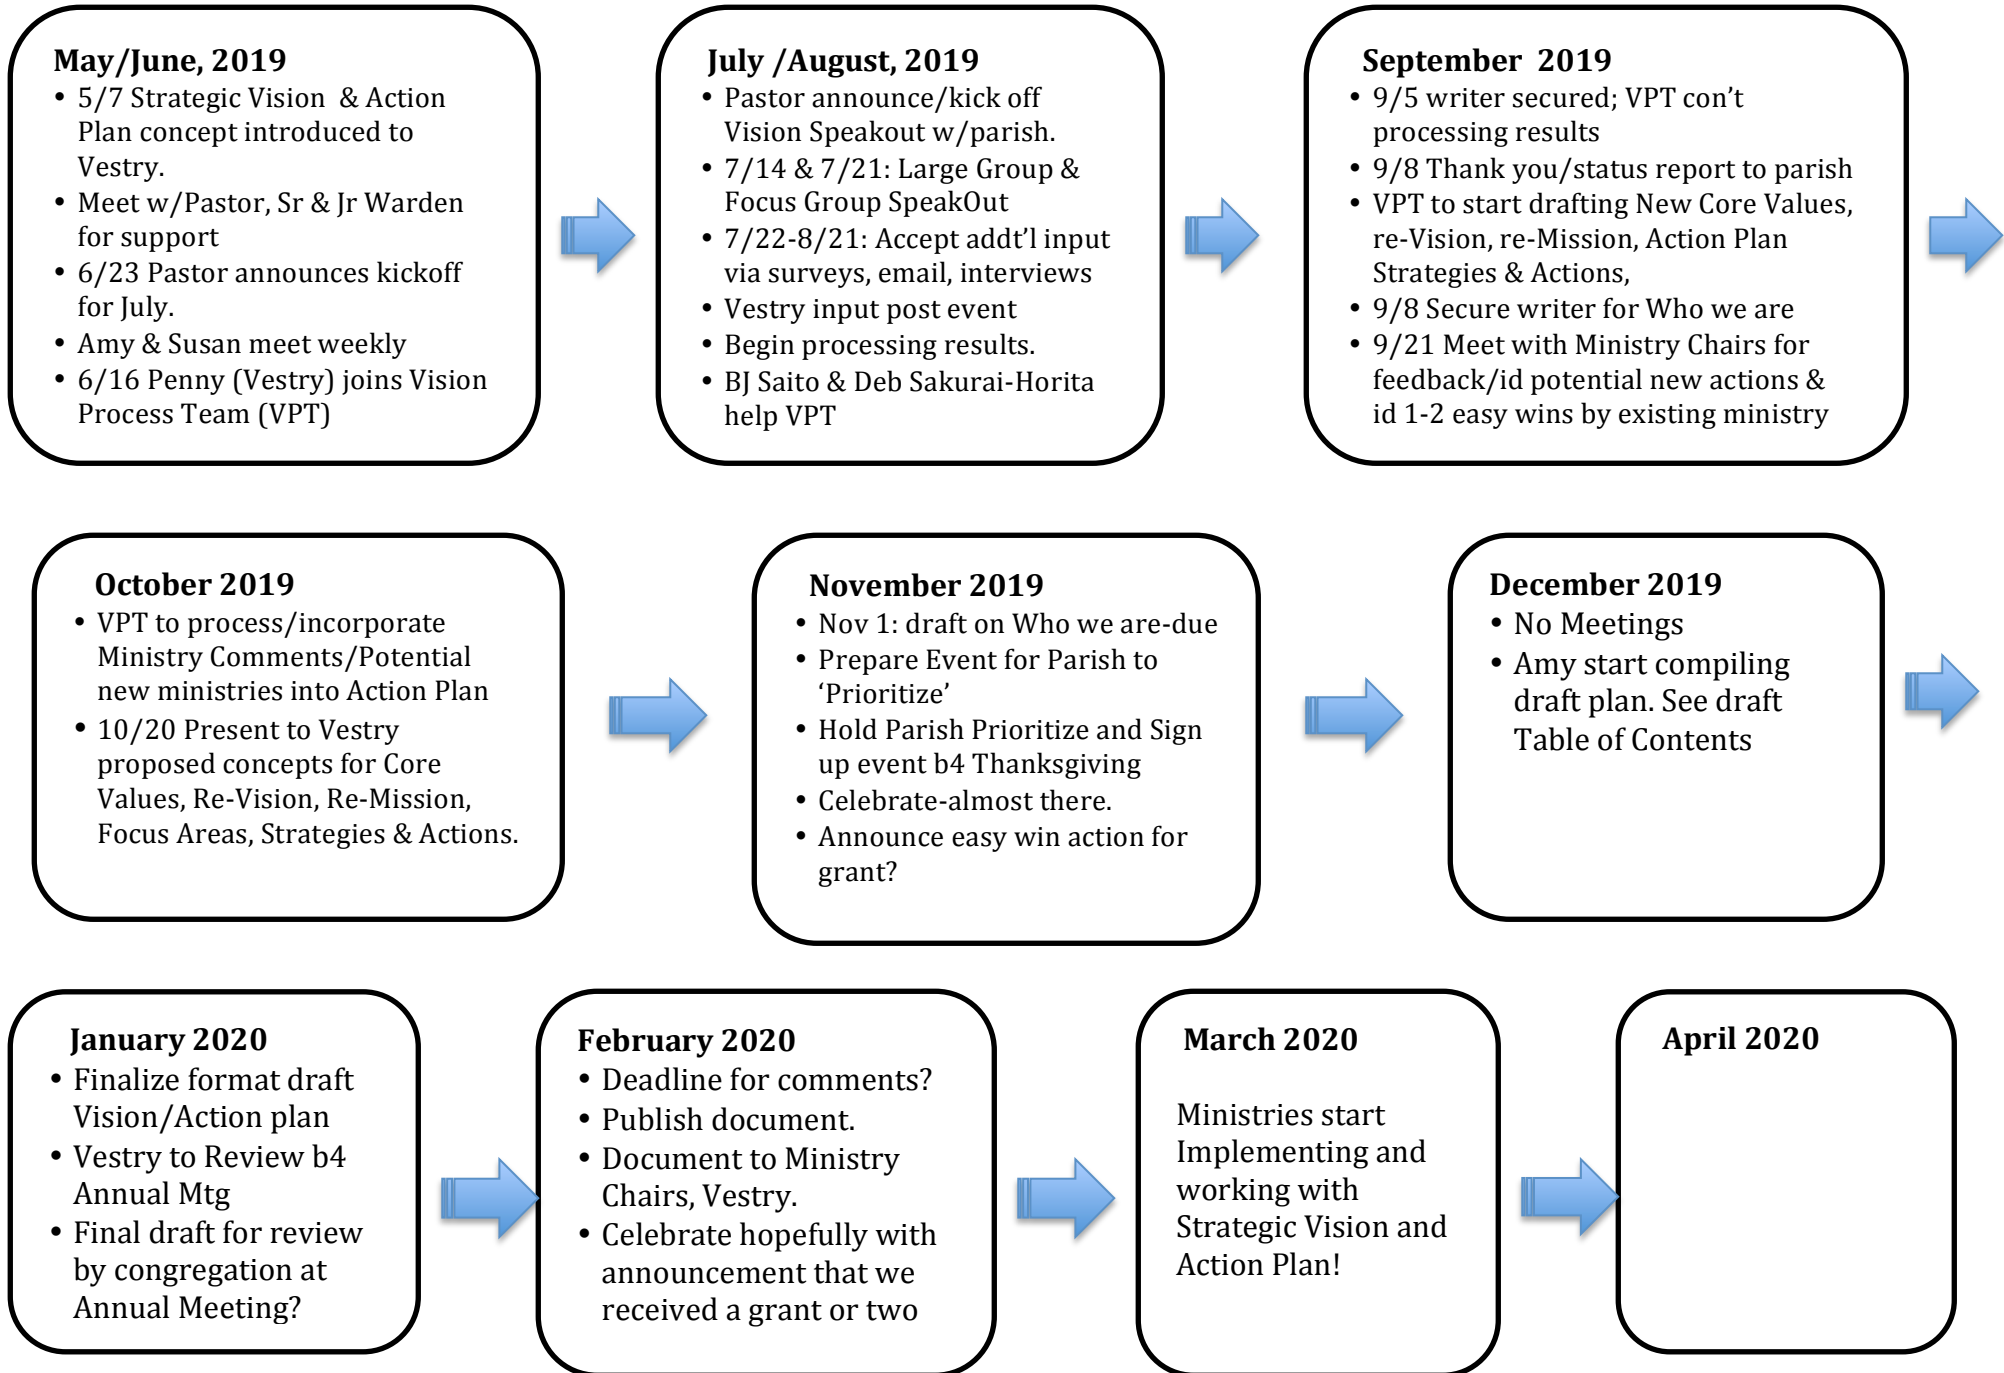 May/June, 2019
• 5/7 Strategic Vision & Action
Plan concept introduced to
Vestry.
• Meet w/Pastor, Sr & Jr Warden
for support
• 6/23 Pastor announces kickoff
for July.
• Amy & Susan meet weekly
• 6/16 Penny (Vestry) joins Vision
Process Team (VPT)
July /August, 2019
• Pastor announce/kick off
Vision Speakout w/parish.
• 7/14 & 7/21: Large Group &
Focus Group SpeakOut
• 7/22-8/21: Accept addt'l input
via surveys, email, interviews
• Vestry input post event
• Begin processing results.
• BJ Saito & Deb Sakurai-Horita
help VPT
September 2019
• 9/5 writer secured; VPT con't
processing results
• 9/8 Thank you/status report to parish
• VPT to start drafting New Core Values,
re-Vision, re-Mission, Action Plan
Strategies & Actions,
• 9/8 Secure writer for Who we are
• 9/21 Meet with Ministry Chairs for
feedback/id potential new actions &
id 1-2 easy wins by existing ministry
October 2019
• VPT to process/incorporate
Ministry Comments/Potential
new ministries into Action Plan
• 10/20 Present to Vestry
proposed concepts for Core
Values, Re-Vision, Re-Mission,
Focus Areas, Strategies & Actions.
November 2019
• Nov 1: draft on Who we are-due
• Prepare Event for Parish to
‘Prioritize’
• Hold Parish Prioritize and Sign
up event b4 Thanksgiving
• Celebrate-almost there.
• Announce easy win action for
grant?
December 2019
• No Meetings
• Amy start compiling
draft plan. See draft
Table of Contents
January 2020
• Finalize format draft
Vision/Action plan
• Vestry to Review b4
Annual Mtg
• Final draft for review
by congregation at
Annual Meeting?
February 2020
• Deadline for comments?
• Publish document.
• Document to Ministry
Chairs, Vestry.
• Celebrate hopefully with
announcement that we
received a grant or two
March 2020
Ministries start
Implementing and
working with
Strategic Vision and
Action Plan!
April 2020